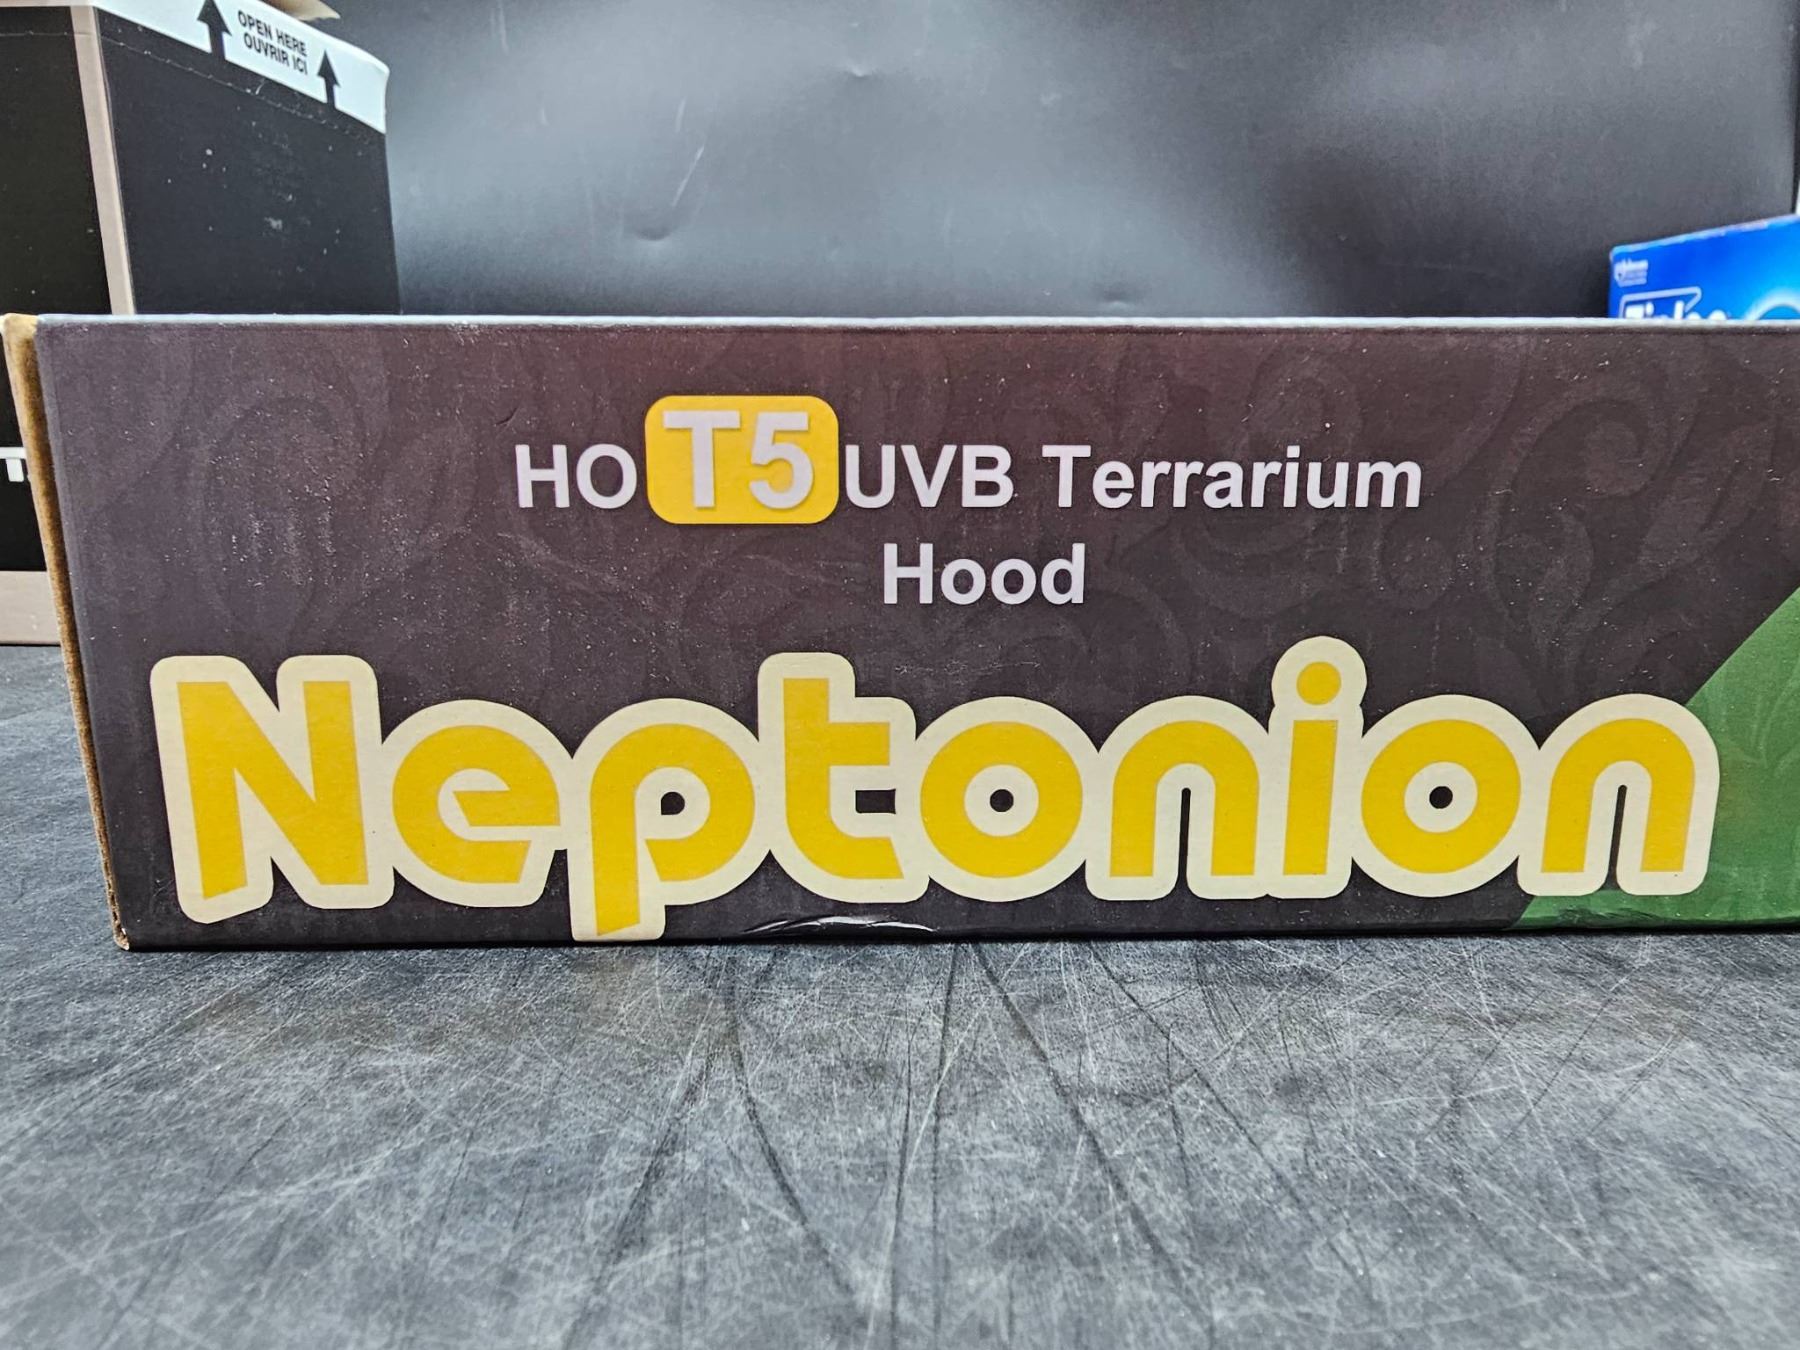 OPEN HERE
OUVRIR ICI
HO T5 UVB Terrarium
Hood
Neptonion